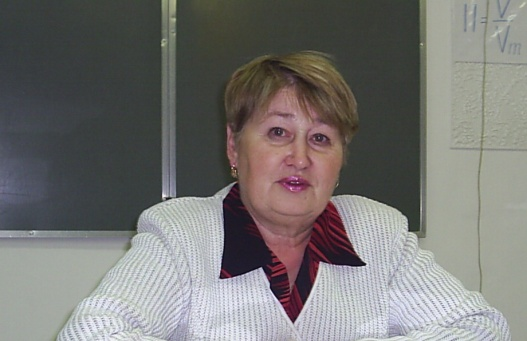 H = V/Vm